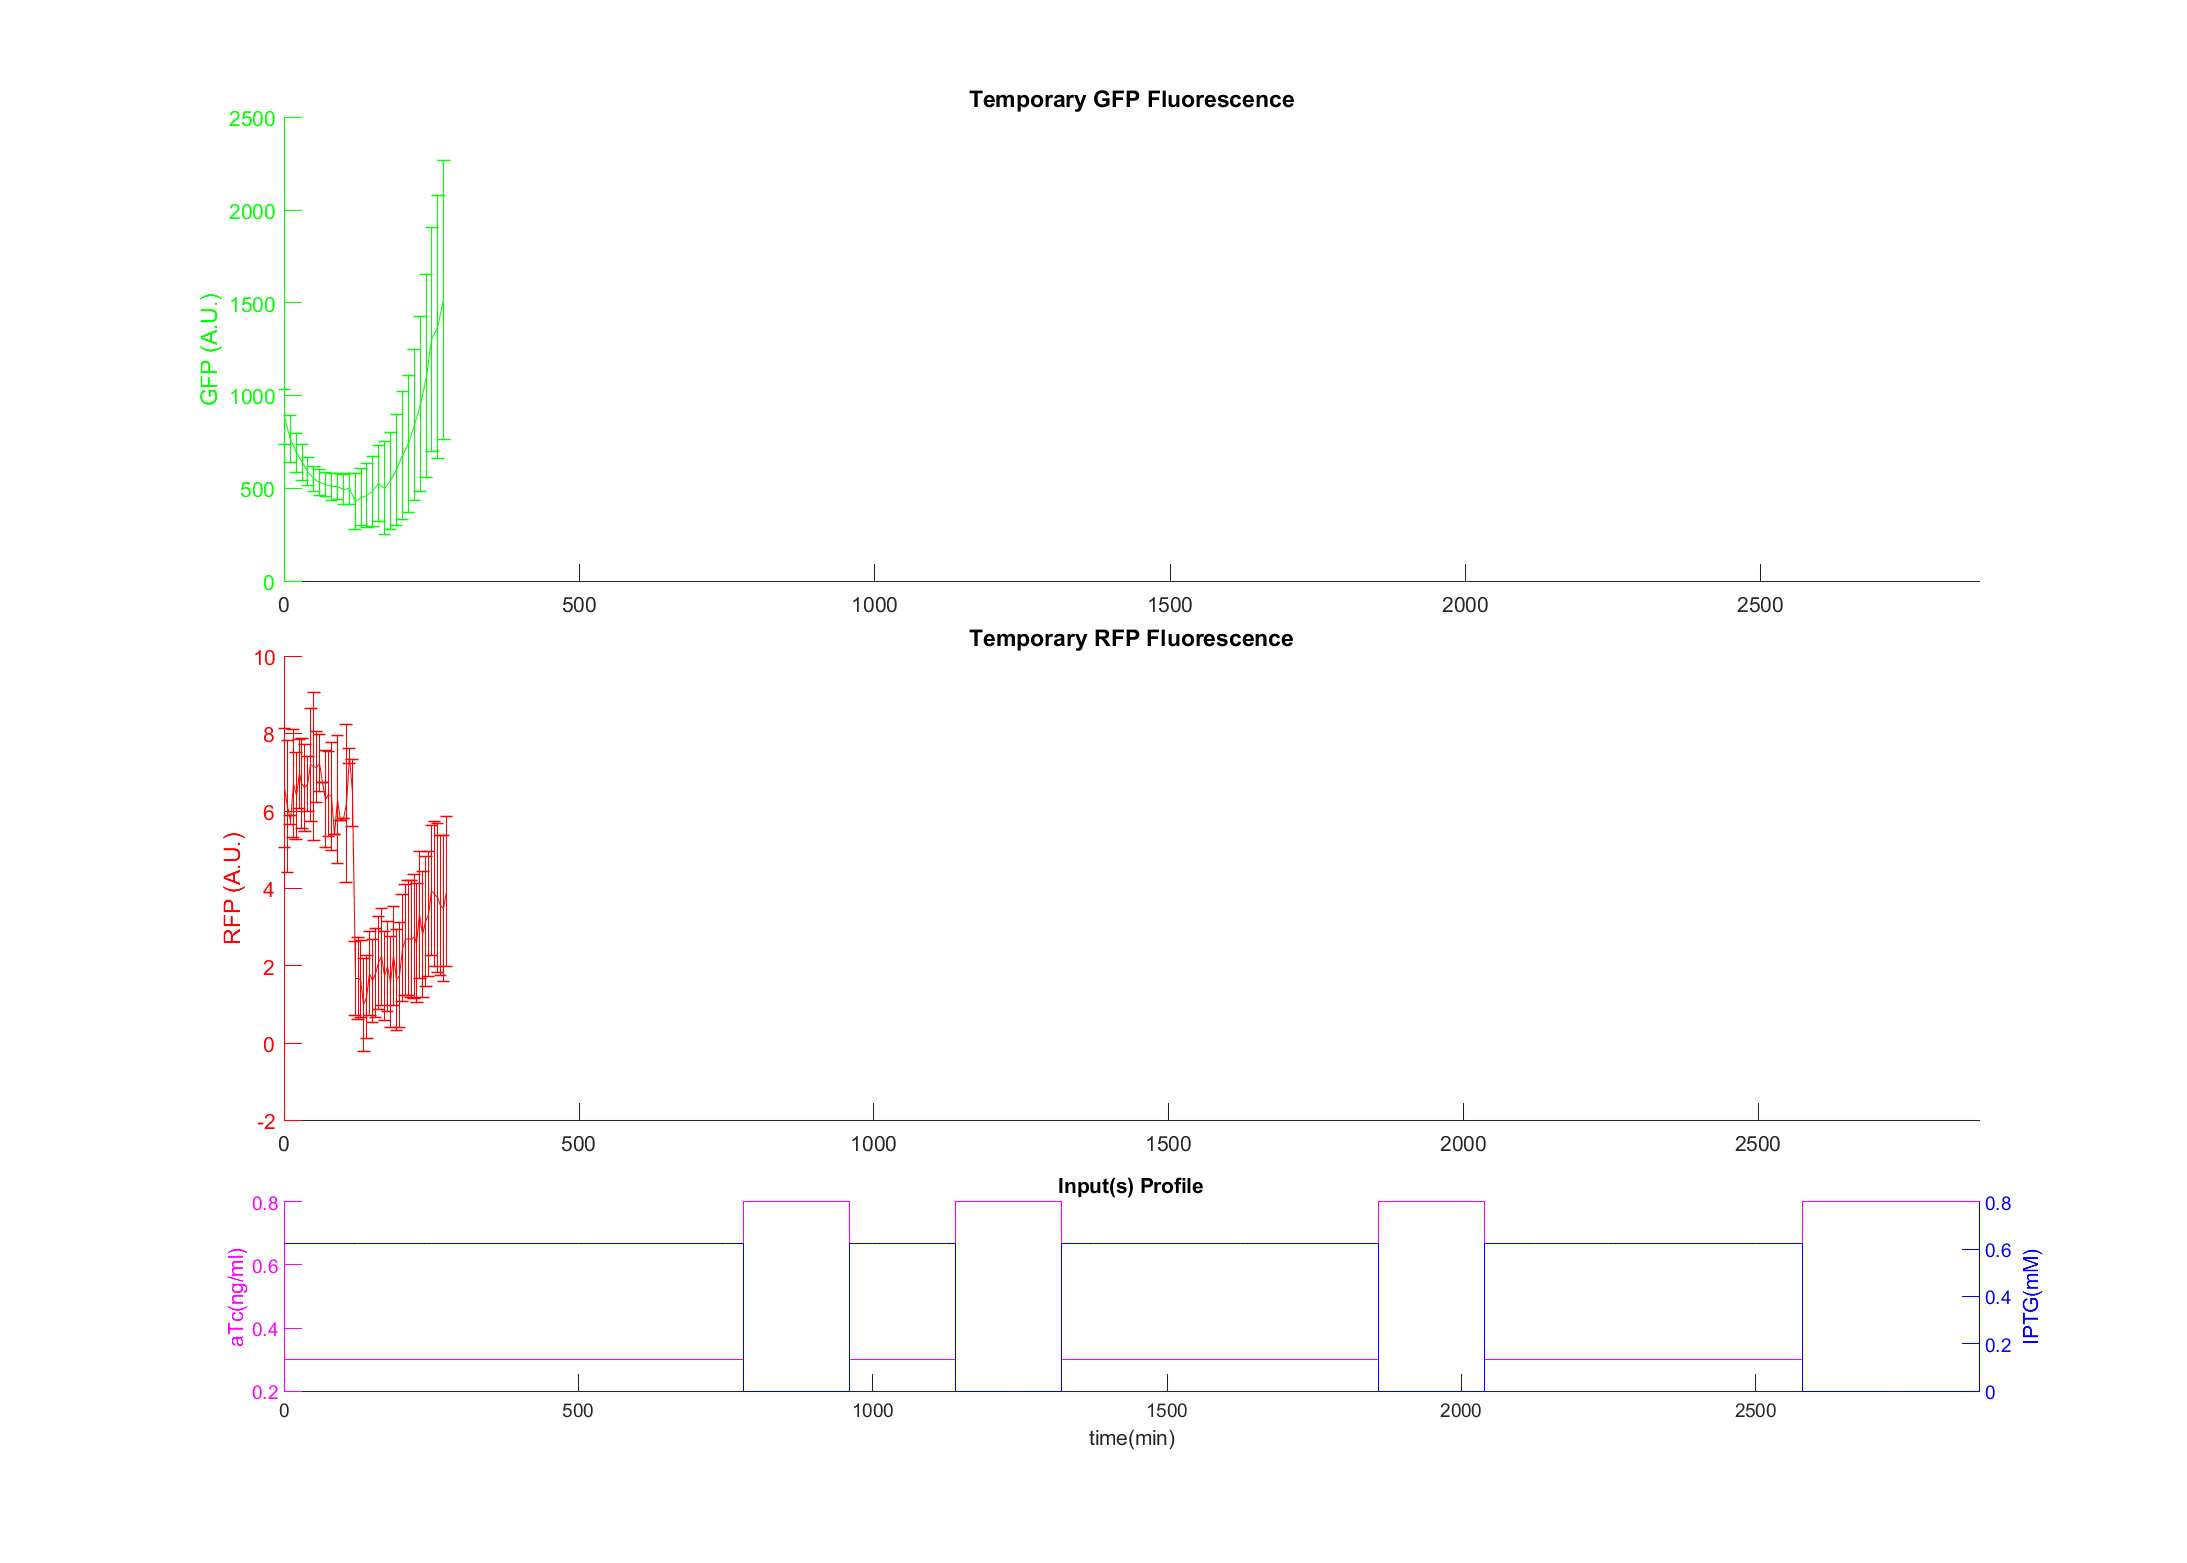 Temporary GFP Fluorescence
2500
2000
1500
1000
500
0
GFP (A.U.)
0 500 1000 1500 2000 2500
Temporary RFP Fluorescence
10
8
6
4
2
0
-2
RFP (A.U.)
0 500 1000 1500 2000 2500
Input(s) Profile
0.8
0.6
0.4
0.2
aTc(ng/ml)
0.8
0.6
0.4
0.2
0
IPTG(mM)
0 500 1000 1500 2000 2500
time(min)